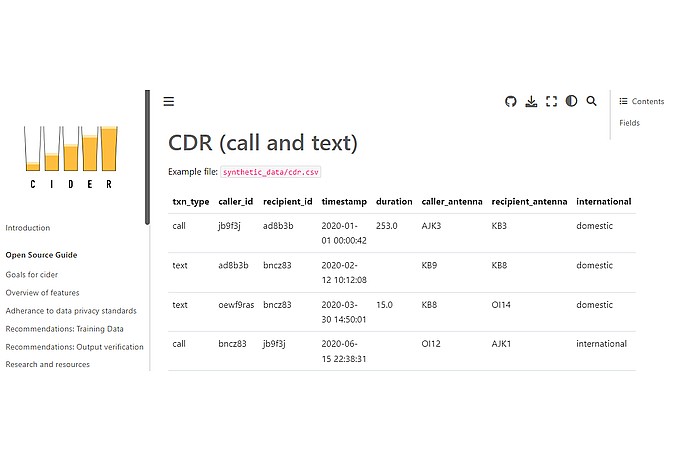 CIDER
Introduction
Open Source Guide
Goals for cider
Overview of features
Adherence to data privacy standards
Recommendations: Training Data
Recommendations: Output verification
Research and resources
CDR (call and text)
Example file: synthetic_data/cdr.csv
txn_type caller_id recipient_id timestamp duration caller_antenna recipient_antenna international
call jb9f3j ad8b3b 2020-01- 253.0 AJK3 KB3 domestic
01 00:00:42
text ad8b3b bncz83 2020-02- KB9 KB8 domestic
12 10:12:08
text oewf9ras bncz83 2020-03- 15.0 KB8 OI14 domestic
30 14:50:01
call bncz83 jb9f3j 2020-06- OI12 AJK1 international
15 22:38:31
Contents
Fields